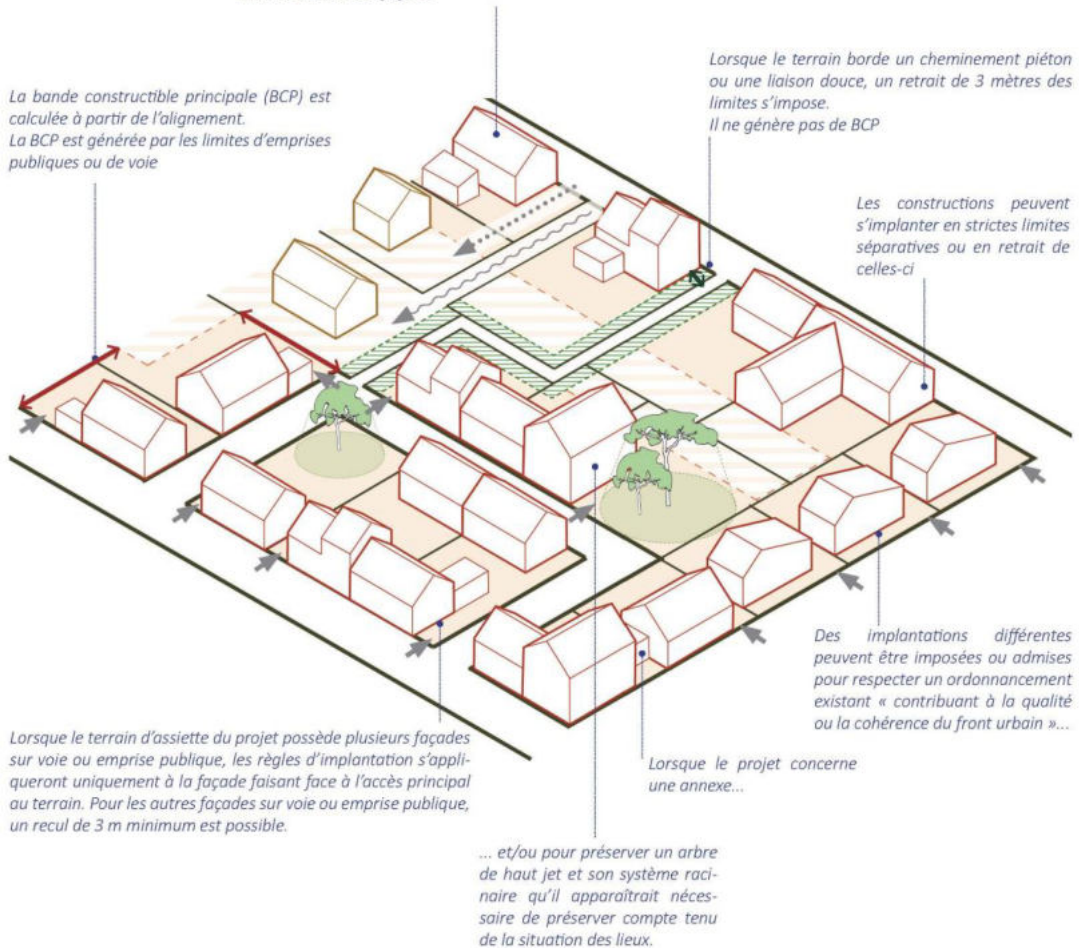 La bande constructible principale (BCP) est
calculée à partir de l'alignement.
La BCP est générée par les limites d'emprises
publiques ou de voie
Lorsque le terrain borde un cheminement piéton
ou une liaison douce, un retrait de 3 mètres des
limites s'impose.
Il ne génère pas de BCP
Les constructions peuvent
s'implanter en strictes limites
séparatives ou en retrait de
celles-ci
Des implantations différentes
peuvent être imposées ou admises
pour respecter un ordonnancement
existant « contribuant à la qualité
ou la cohérence du front urbain »...
Lorsque le terrain d'assiette du projet possède plusieurs façades
sur voie ou emprise publique, les règles d'implantation s'appli-
queront uniquement à la façade faisant face à l'accès principal
au terrain. Pour les autres façades sur voie ou emprise publique,
un recul de 3 m minimum est possible.
Lorsque le projet concerne
une annexe...
... et/ou pour préserver un arbre
de haut jet et son système raci-
naire qu'il apparaîtrait néces-
saire de préserver compte tenu
de la situation des lieux.